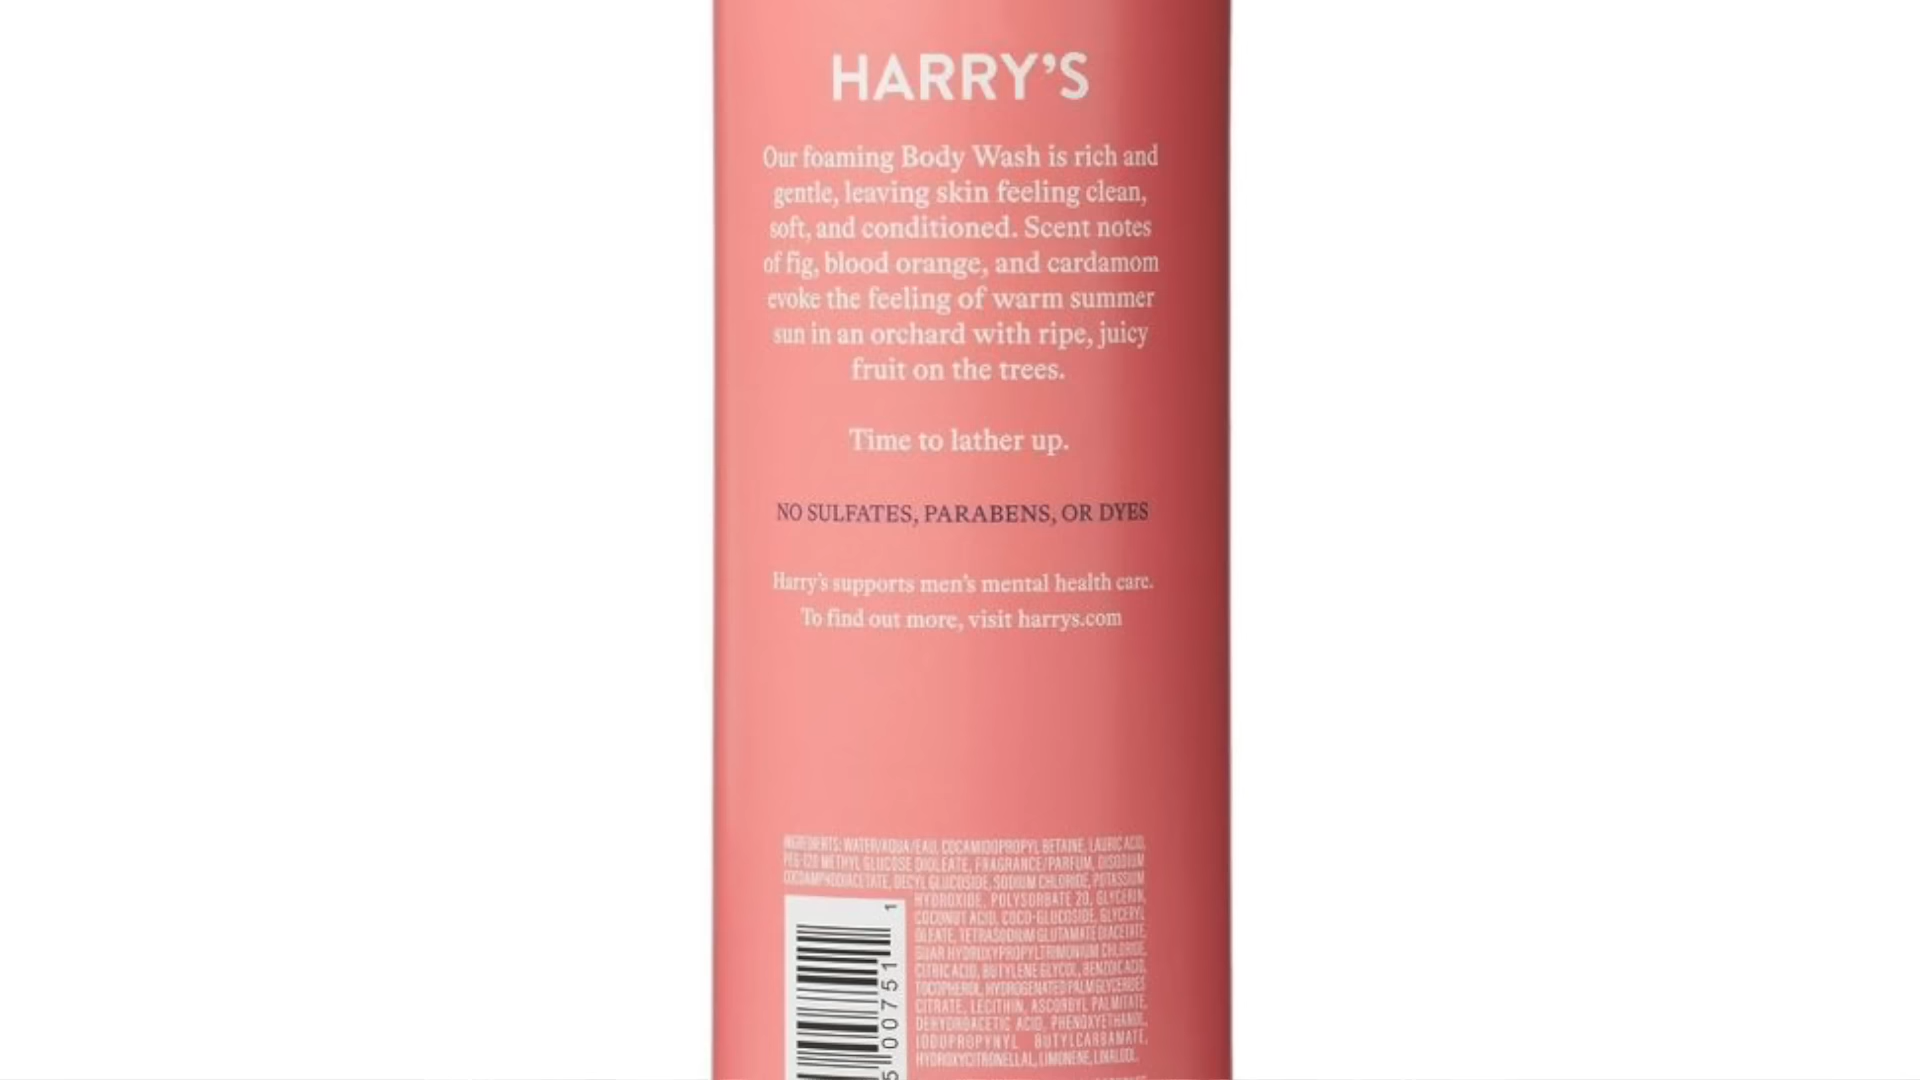 HARRY'S
Our foaming Body Wash is rich and
gentle, leaving skin feeling clean,
soft, and conditioned. Scent notes
of fig, blood orange, and cardamom
evoke the feeling of warm summer
sun in an orchard with ripe, juicy
fruit on the trees.
Time to lather up.
NO SULFATES, PARABENS, OR DYES
Harry's supports men's mental health care.
To find out more, visit harrys.com
INGREDIENTS: WATER/AQUA/EAU, COCAMIDOPROPYL BETAINE, LAURIC ACID,
PEG-120 METHYL GLUCOSE DIOLEATE, FRAGRANCE/PARFUM, DISODIUM
COCOAMPHODIACETATE, DECYL GLUCOSIDE, SODIUM CHLORIDE, POTASSIUM
HYDROXIDE, POLYSORBATE 20, GLYCERIN,
COCONUT ACID, COCO-GLUCOSIDE, GLYCERYL
OLEATE, TETRASODIUM GLUTAMATE DIACETATE,
GUAR HYDROXYPROPYLTRIMONIUM CHLORIDE,
CITRIC ACID, BUTYLENE GLYCOL, BENZOIC ACID,
TOCOPHEROL, HYDROGENATED PALM GLYCERIDES
CITRATE, LECITHIN, ASCORBYL PALMITATE,
DEHYDROACETIC ACID, PHENOXYETHANOL,
IODOPROPYNYL BUTYLCARBAMATE,
HYDROXYCITRONELLAL, LIMONENE, LINALOOL.
1
5 00751